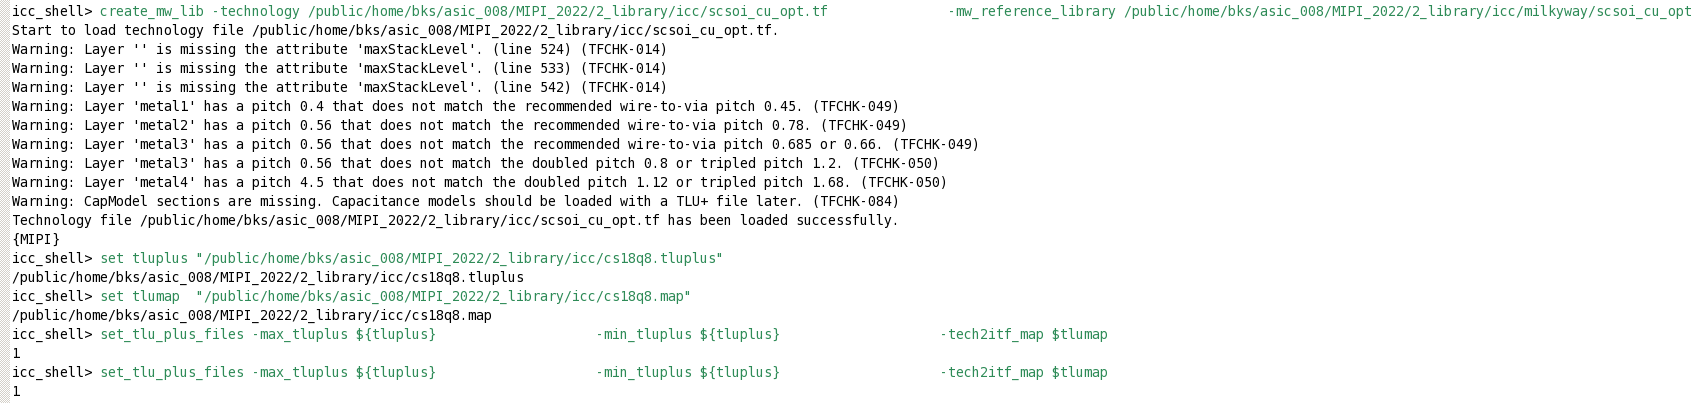 icc_shell> create_mw_lib -technology /public/home/bks/asic_008/MIPI_2022/2_library/icc/scsoi_cu_opt.tf -mw_reference_library /public/home/bks/asic_008/MIPI_2022/2_library/icc/milkyway/scsoi_cu_opt
Start to load technology file /public/home/bks/asic_008/MIPI_2022/2_library/icc/scsoi_cu_opt.tf.
Warning: Layer '' is missing the attribute 'maxStackLevel'. (line 524) (TFCHK-014)
Warning: Layer '' is missing the attribute 'maxStackLevel'. (line 533) (TFCHK-014)
Warning: Layer '' is missing the attribute 'maxStackLevel'. (line 542) (TFCHK-014)
Warning: Layer 'metal1' has a pitch 0.4 that does not match the recommended wire-to-via pitch 0.45. (TFCHK-049)
Warning: Layer 'metal2' has a pitch 0.56 that does not match the recommended wire-to-via pitch 0.78. (TFCHK-049)
Warning: Layer 'metal3' has a pitch 0.56 that does not match the recommended wire-to-via pitch 0.685 or 0.66. (TFCHK-049)
Warning: Layer 'metal3' has a pitch 0.56 that does not match the doubled pitch 0.8 or tripled pitch 1.2. (TFCHK-050)
Warning: Layer 'metal4' has a pitch 4.5 that does not match the doubled pitch 1.12 or tripled pitch 1.68. (TFCHK-050)
Warning: CapModel sections are missing. Capacitance models should be loaded with a TLU+ file later. (TFCHK-084)
Technology file /public/home/bks/asic_008/MIPI_2022/2_library/icc/scsoi_cu_opt.tf has been loaded successfully.
{MIPI}
icc_shell> set tluplus "/public/home/bks/asic_008/MIPI_2022/2_library/icc/cs18q8.tluplus"
/public/home/bks/asic_008/MIPI_2022/2_library/icc/cs18q8.tluplus
icc_shell> set tlumap  "/public/home/bks/asic_008/MIPI_2022/2_library/icc/cs18q8.map"
/public/home/bks/asic_008/MIPI_2022/2_library/icc/cs18q8.map
icc_shell> set_tlu_plus_files -max_tluplus ${tluplus} -min_tluplus ${tluplus} -tech2itf_map $tlumap
1
icc_shell> set_tlu_plus_files -max_tluplus ${tluplus} -min_tluplus ${tluplus} -tech2itf_map $tlumap
1